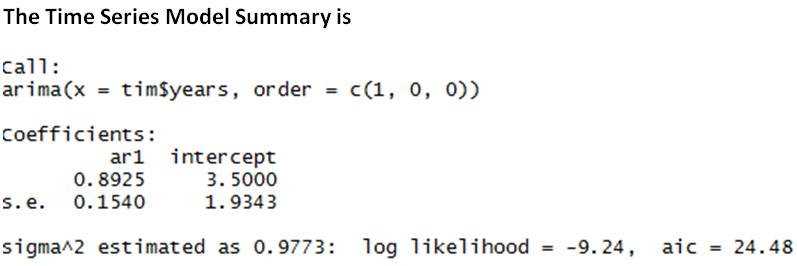 The Time Series Model Summary is
Call:
arima(x = tim$years, order = c(1, 0, 0))
Coefficients:
ar1 intercept
0.8925 3.5000
s.e. 0.1540 1.9343
sigma^2 estimated as 0.9773: log likelihood = -9.24, aic = 24.48